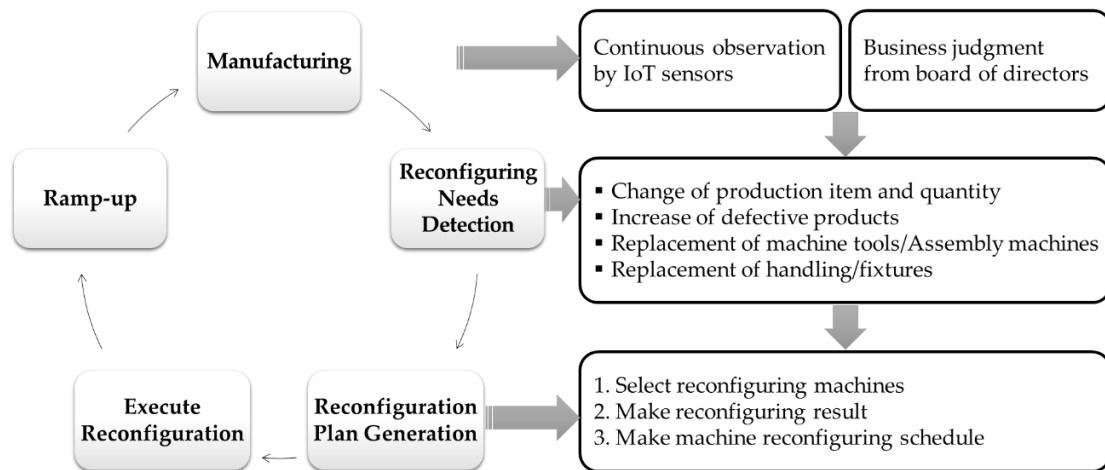 Manufacturing
Continuous observation
by IoT sensors
Business judgment
from board of directors
Ramp-up
Reconfiguring
Needs
Detection
▪ Change of production item and quantity
▪ Increase of defective products
▪ Replacement of machine tools/Assembly machines
▪ Replacement of handling/fixtures
Execute
Reconfiguration
Reconfiguration
Plan Generation
1. Select reconfiguring machines
2. Make reconfiguring result
3. Make machine reconfiguring schedule